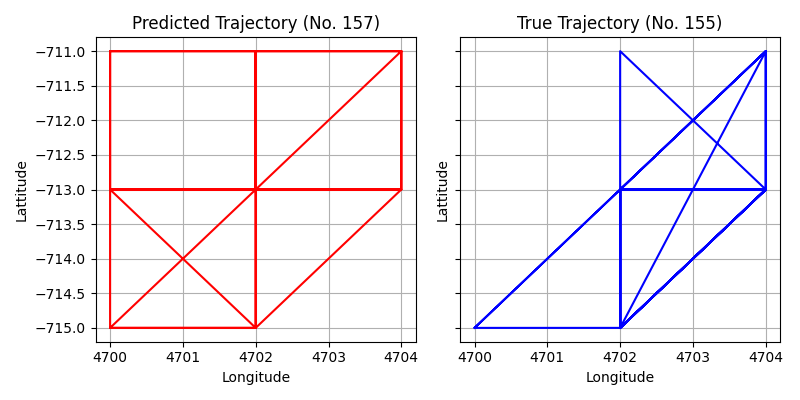 Predicted Trajectory (No. 157)
True Trajectory (No. 155)
−711.0
−711.5
−712.0
−712.5
−713.0
−713.5
−714.0
−714.5
−715.0
Lattitude
Lattitude
4700 4701 4702 4703 4704
4700 4701 4702 4703 4704
Longitude
Longitude